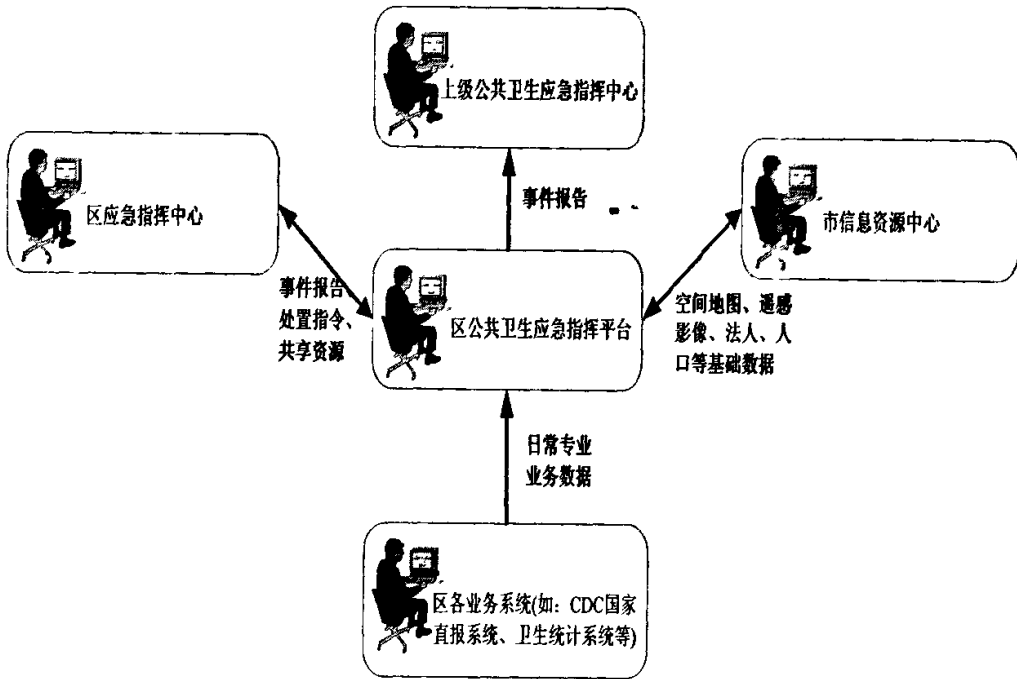 上级公共卫生应急指挥中心
区应急指挥中心
事件报告
市信息资源中心
事件报告
处置指令、
共享资源
区公共卫生应急指挥平台
空间地图、遥感
影像、法人、人
口等基础数据
日常专业
业务数据
区各业务系统(如：CDC国家
直报系统、卫生统计系统等)